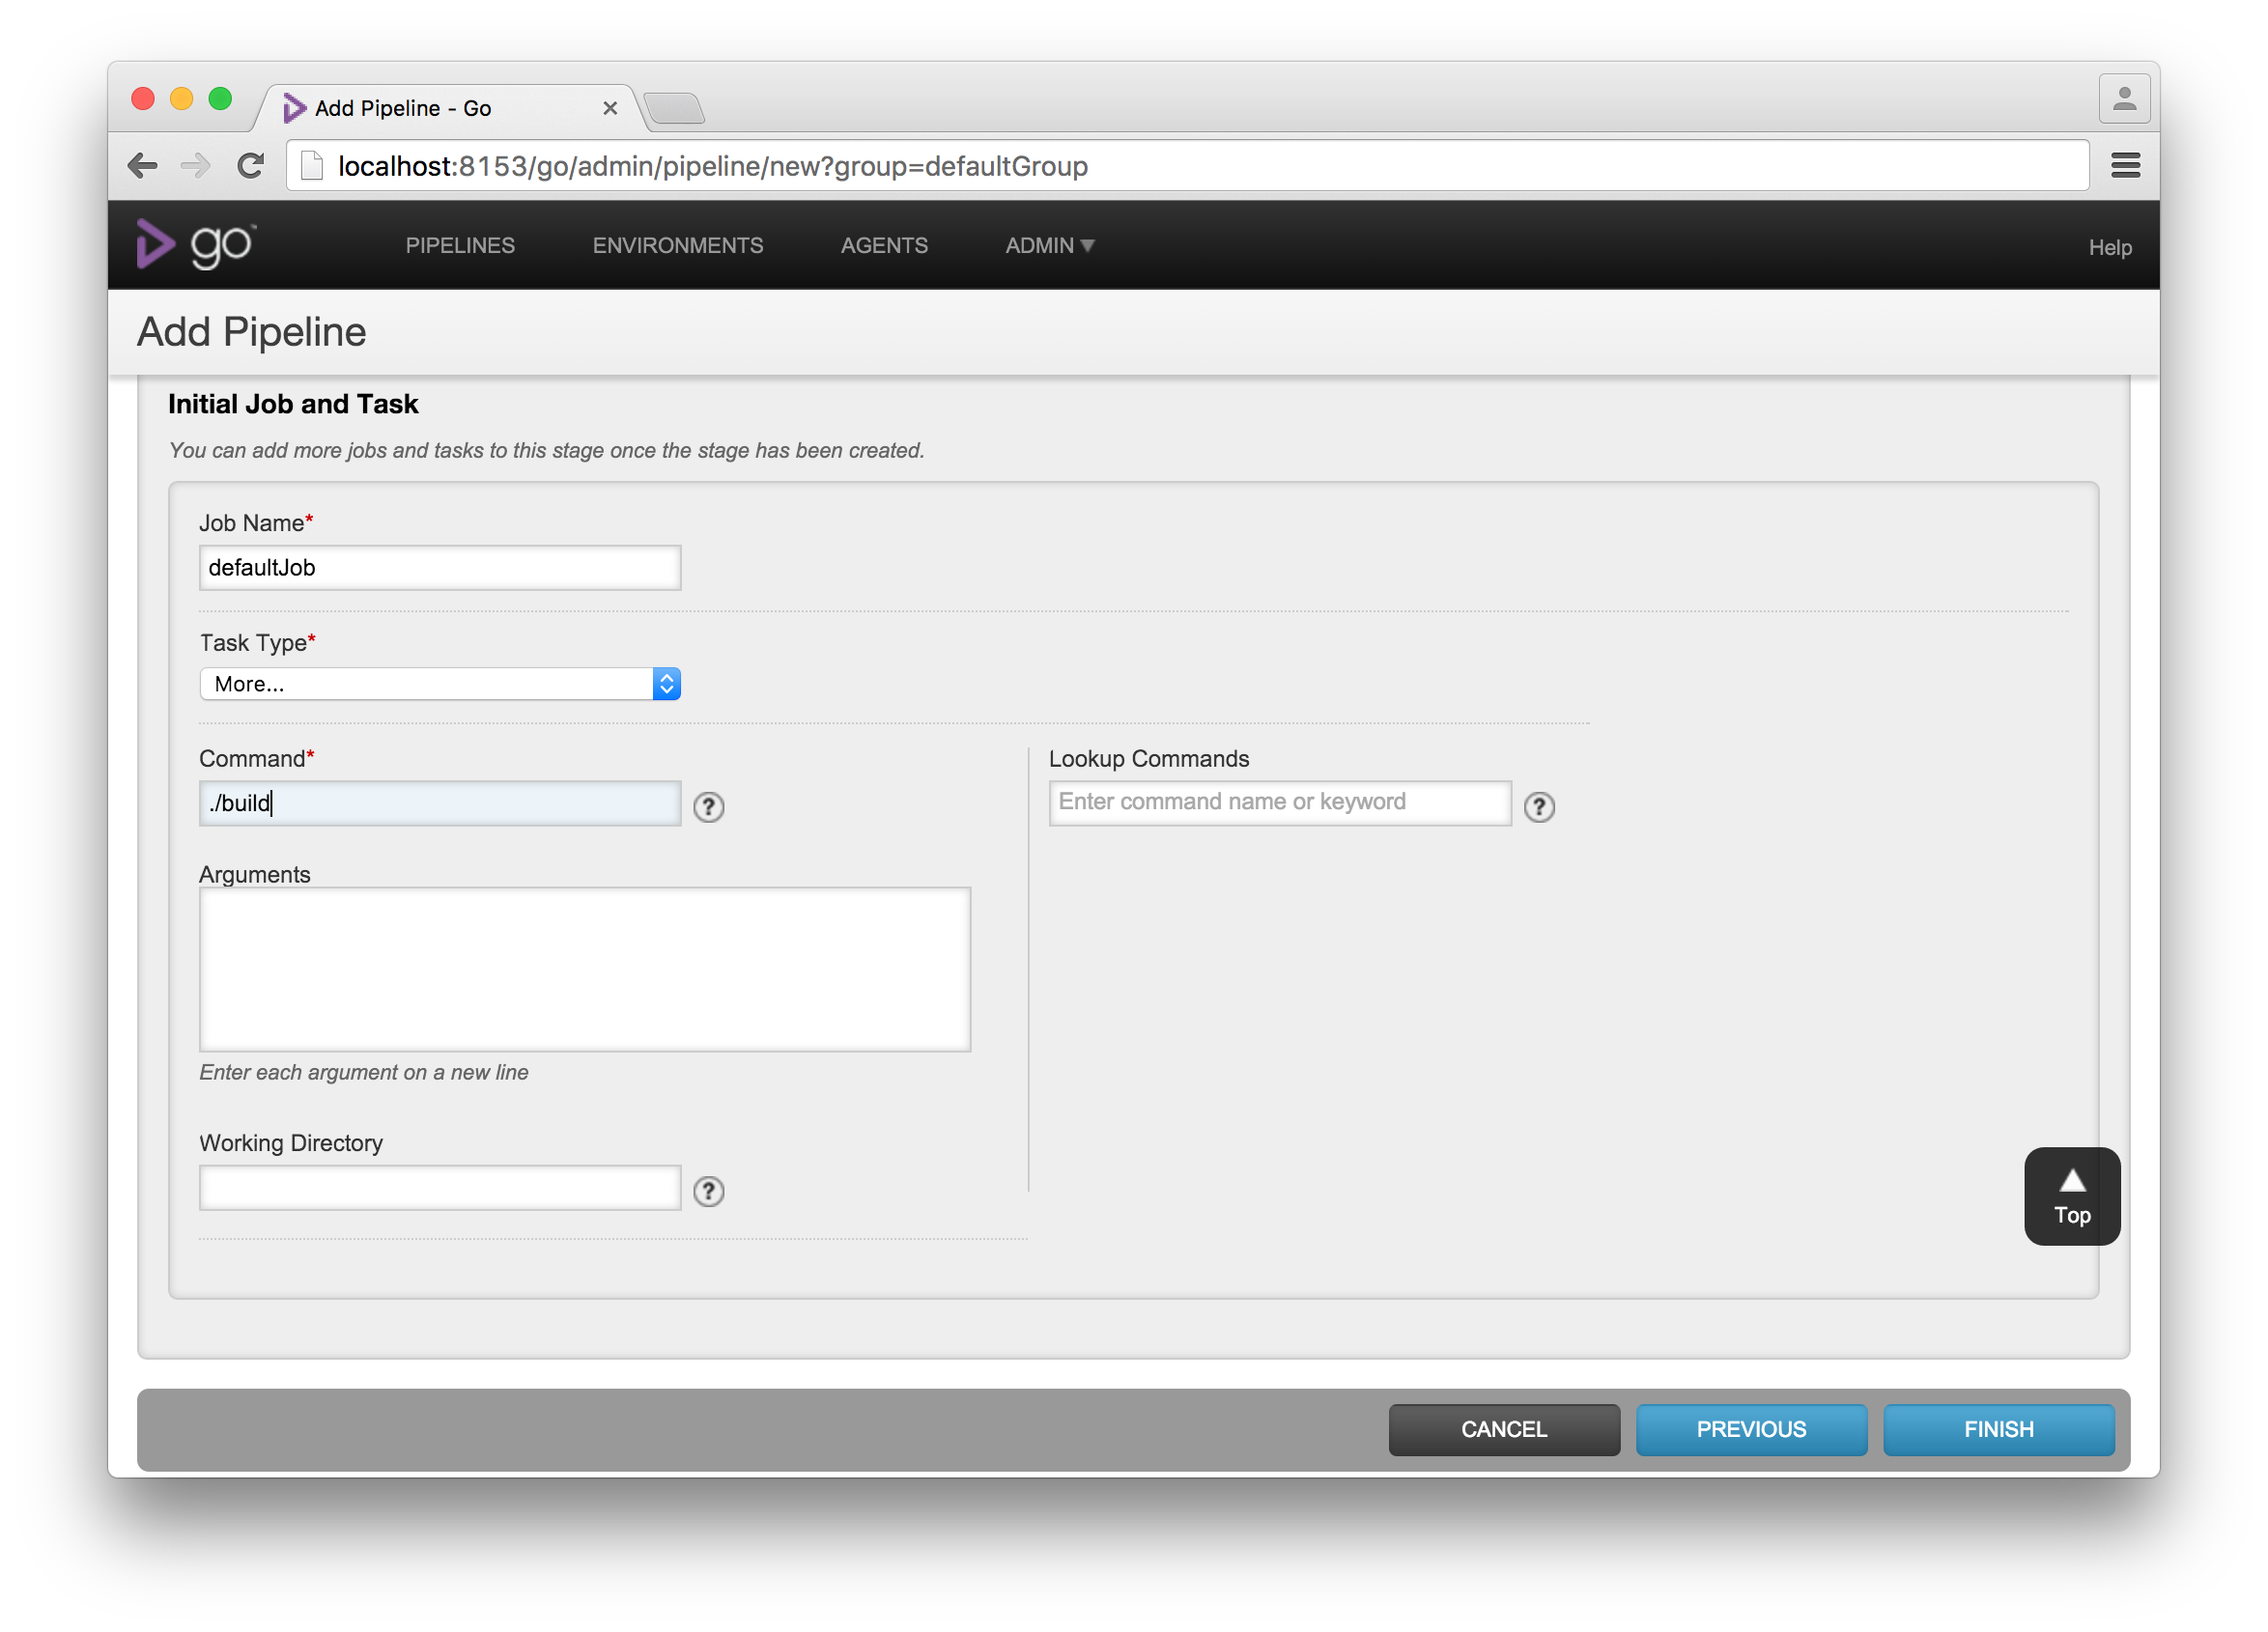 Add Pipeline - Go
localhost:8153/go/admin/pipeline/new?group=defaultGroup
go™
PIPELINES
ENVIRONMENTS
AGENTS
ADMIN
Help
Add Pipeline
Initial Job and Task
You can add more jobs and tasks to this stage once the stage has been created.
Job Name*
defaultJob
Task Type*
More...
Command*
./build
?
Lookup Commands
Enter command name or keyword
?
Arguments
Enter each argument on a new line
Working Directory
?
Top
CANCEL
PREVIOUS
FINISH